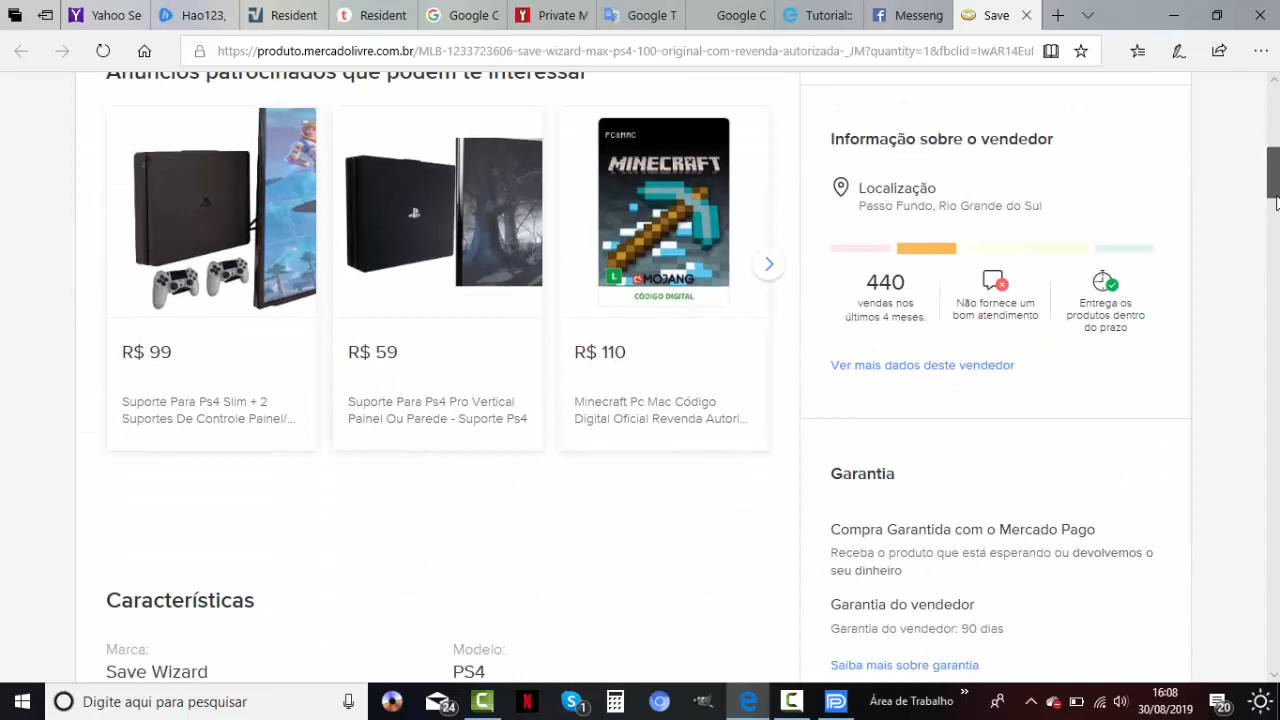 Yahoo Se
Hao123,
Resident
Resident
Google C
Private M
Google T
Google C
Tutorial:
Messeng
Save
https://produto.mercadolivre.com.br/MLB-1233723606-save-wizard-max-ps4-100-original-com-revenda-autorizada-_JM?quantity=1&fbclid=IwAR14EuI
Anúncios patrocinados que podem te interessar
PC&MAC
MINECRAFT
L
MOJANG
CÓDIGO DIGITAL
R$ 99
R$ 59
R$ 110
Suporte Para Ps4 Slim + 2
Suportes De Controle Painel/...
Suporte Para Ps4 Pro Vertical
Painel Ou Parede - Suporte Ps4
Minecraft Pc Mac Código
Digital Oficial Revenda Autori...
Características
Marca:
Save Wizard
Modelo:
PS4
Informação sobre o vendedor
Localização
Passo Fundo, Rio Grande do Sul
440
vendas nos
últimos 4 meses.
Não fornece um
bom atendimento
Entrega os
produtos dentro
do prazo
Ver mais dados deste vendedor
Garantia
Compra Garantida com o Mercado Pago
Receba o produto que está esperando ou devolvemos o
seu dinheiro
Garantia do vendedor
Garantia do vendedor: 90 dias
Saiba mais sobre garantia
Digite aqui para pesquisar
24
1
Área de Trabalho
16:08
30/08/2019
20